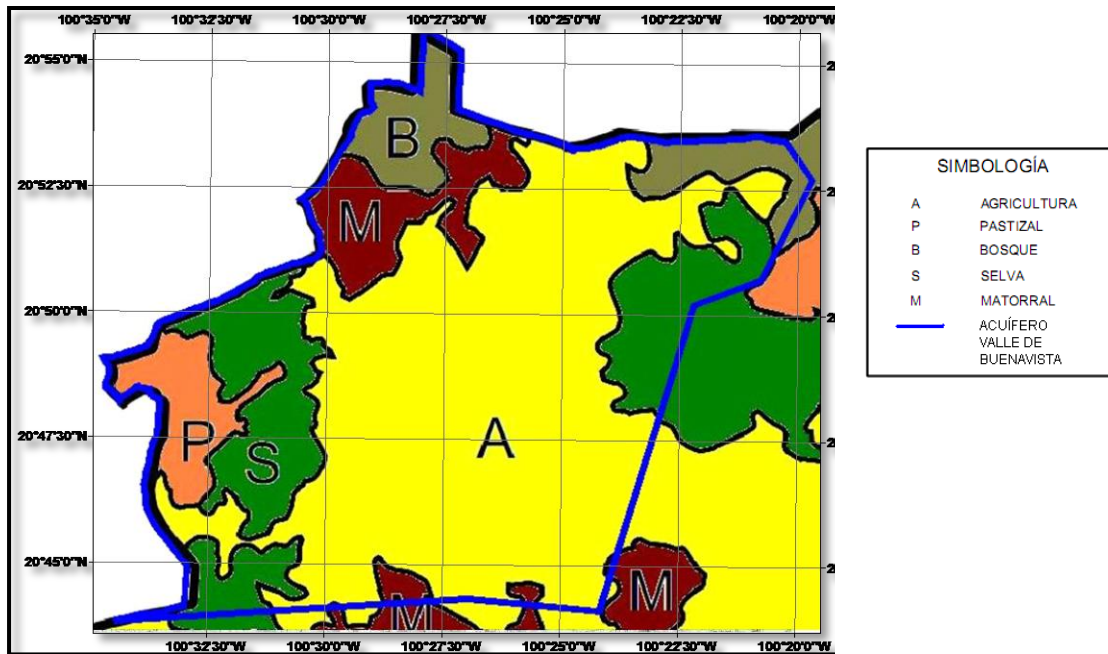 100°35'0"W 100°32'30"W 100°30'0"W 100°27'30"W 100°25'0"W 100°22'30"W 100°20'0"W
20°55'0"N
B
20°52'30"N
M
20°50'0"N
P
20°47'30"N
S
A
20°45'0"N
M
M
100°32'30"W 100°30'0"W 100°27'30"W 100°25'0"W 100°22'30"W 100°20'0"W
SIMBOLOGÍA
A AGRICULTURA
P PASTIZAL
B BOSQUE
S SELVA
M MATORRAL
ACUÍFERO
VALLE DE
BUENAVISTA